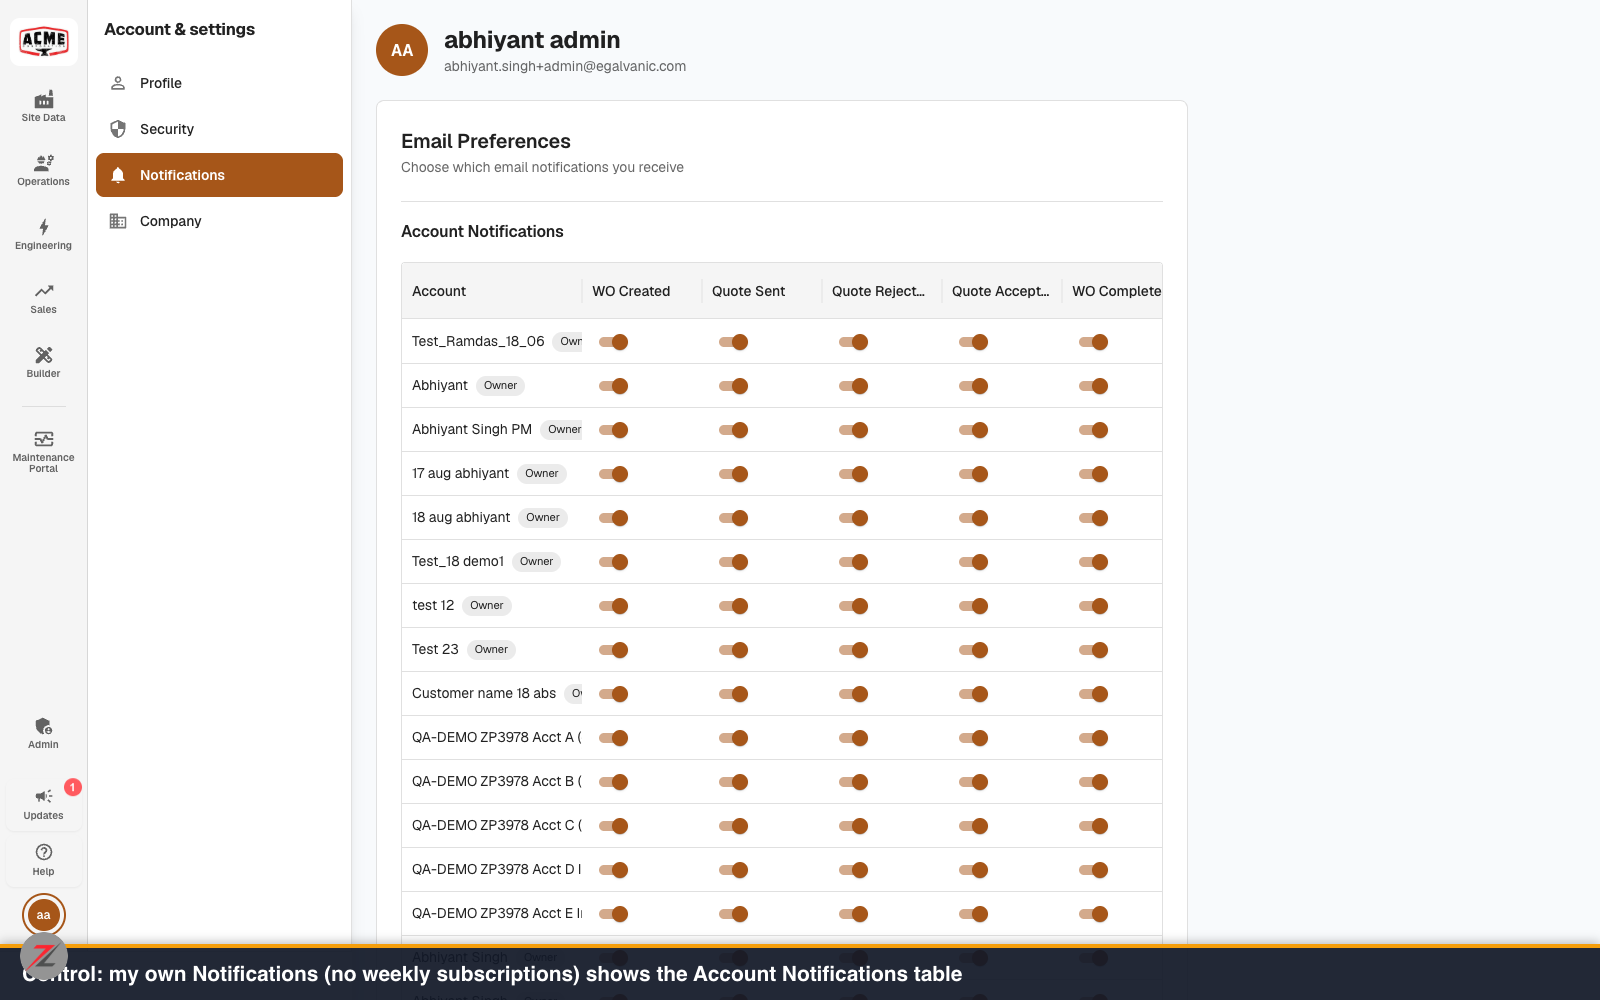 ACME
Site Data
Operations
Engineering
Sales
Builder
Maintenance
Portal
Admin
1
Updates
Help
aa
Account & settings
Profile
Security
Notifications
Company
AA
abhiyant admin
abhiyant.singh+admin@egalvanic.com
Email Preferences
Choose which email notifications you receive
Account Notifications
Account WO Created Quote Sent Quote Reject... Quote Accept... WO Complete
Test_Ramdas_18_06 Own
Abhiyant Owner
Abhiyant Singh PM Owner
17 aug abhiyant Owner
18 aug abhiyant Owner
Test_18 demo1 Owner
test 12 Owner
Test 23 Owner
Customer name 18 abs
QA-DEMO ZP3978 Acct A (
QA-DEMO ZP3978 Acct B (
QA-DEMO ZP3978 Acct C (
QA-DEMO ZP3978 Acct D I
QA-DEMO ZP3978 Acct E
Abhiyant Singh Owner
Control: my own Notifications (no weekly subscriptions) shows the Account Notifications table